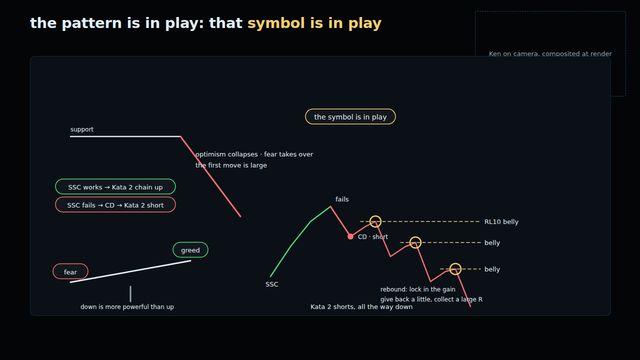 the pattern is in play: that symbol is in play
Ken on camera, composited at render
the symbol is in play
support
optimism collapses · fear takes over
the first move is large
SSC works → Kata 2 chain up
SSC fails → CD → Kata 2 short
fails
RL10 belly
CD · short
belly
greed
fear
belly
SSC
rebound: lock in the gain
give back a little, collect a large R
down is more powerful than up
Kata 2 shorts, all the way down